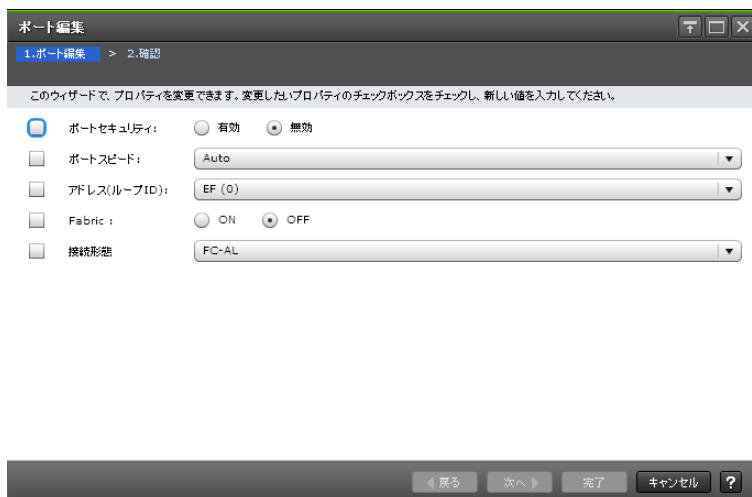 ポート編集
1.ポート編集 > 2.確認
このウィザードで、プロパティを変更できます。変更したいプロパティのチェックボックスをチェックし、新しい値を入力してください。
ポートセキュリティ: 有効 無効
ポートスピード: Auto
アドレス(ループID): EF (0)
Fabric : ON OFF
接続形態 FC-AL
戻る 次へ 完了 キャンセル ?